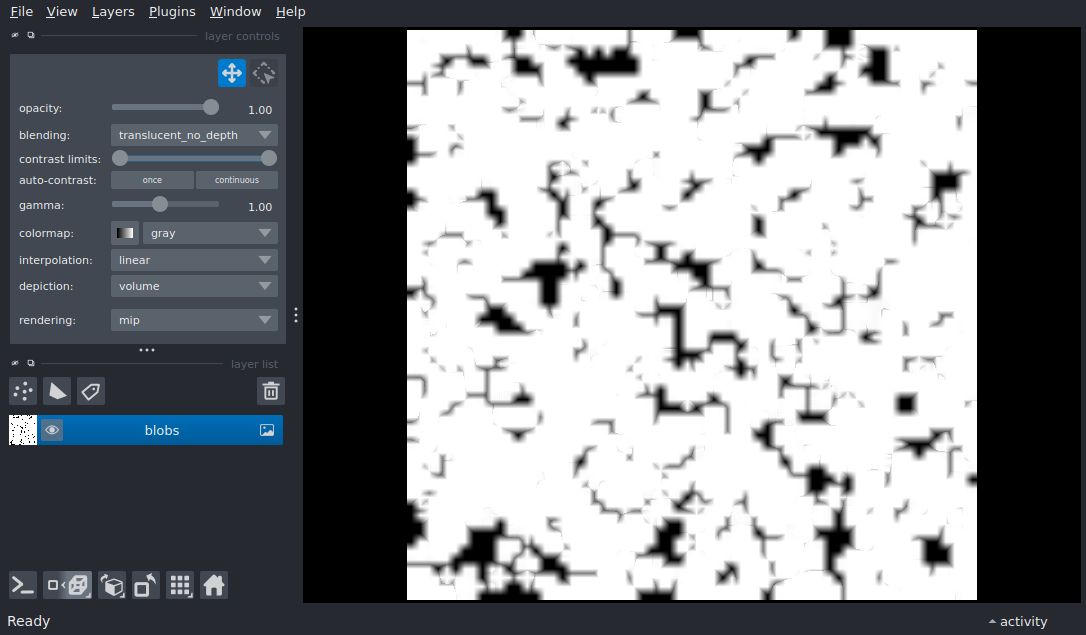 File View Layers Plugins Window Help
layer controls
opacity: 1.00
blending: translucent_no_depth
contrast limits:
auto-contrast: once continuous
gamma: 1.00
colormap: gray
interpolation: linear
depiction: volume
rendering: mip
layer list
blobs
Ready
activity